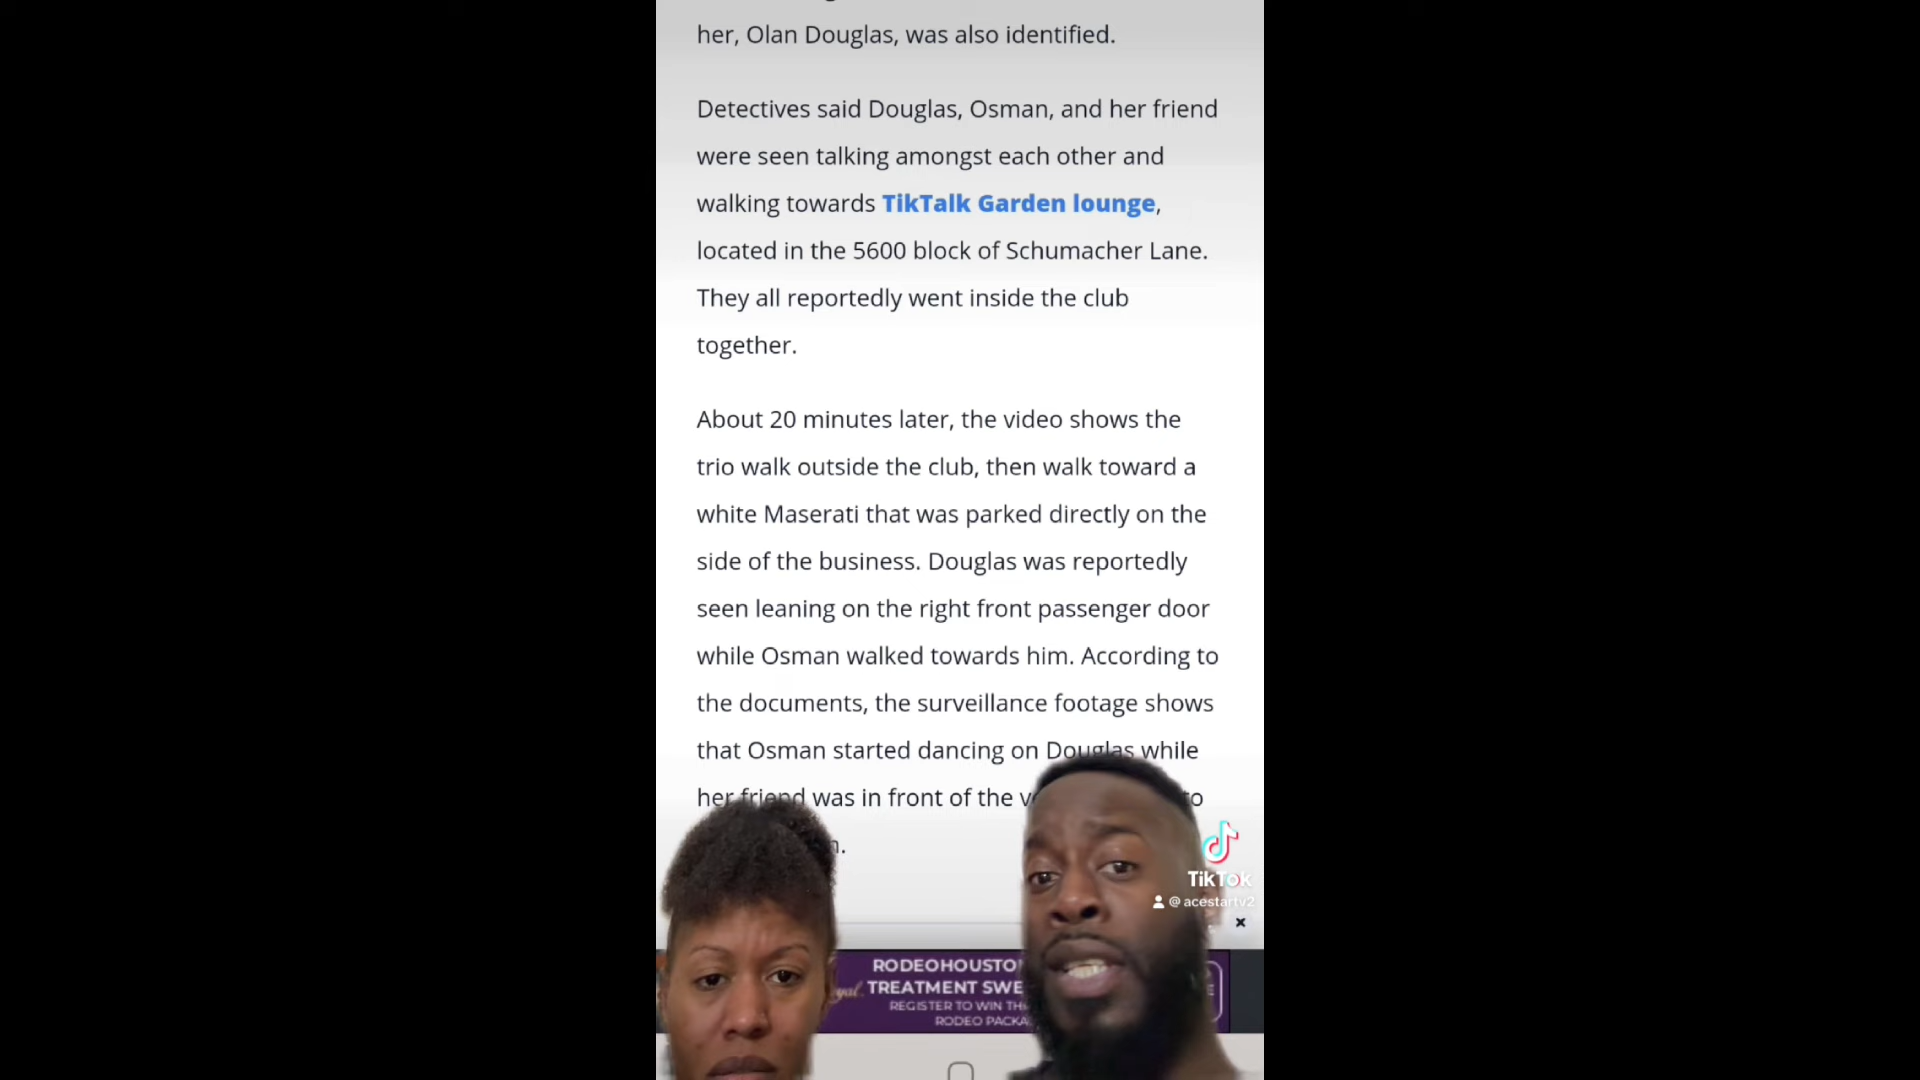 her, Olan Douglas, was also identified.
Detectives said Douglas, Osman, and her friend
were seen talking amongst each other and
walking towards TikTalk Garden lounge,
located in the 5600 block of Schumacher Lane.
They all reportedly went inside the club
together.
About 20 minutes later, the video shows the
trio walk outside the club, then walk toward a
white Maserati that was parked directly on the
side of the business. Douglas was reportedly
seen leaning on the right front passenger door
while Osman walked towards him. According to
the documents, the surveillance footage shows
that Osman started dancing on Douglas while
her friend was in front of the to
TikTok
@acestartv2
RODEOHOUSTO
TREATMENT SWE
REGISTER TO WIN TH
RODEO PACKA